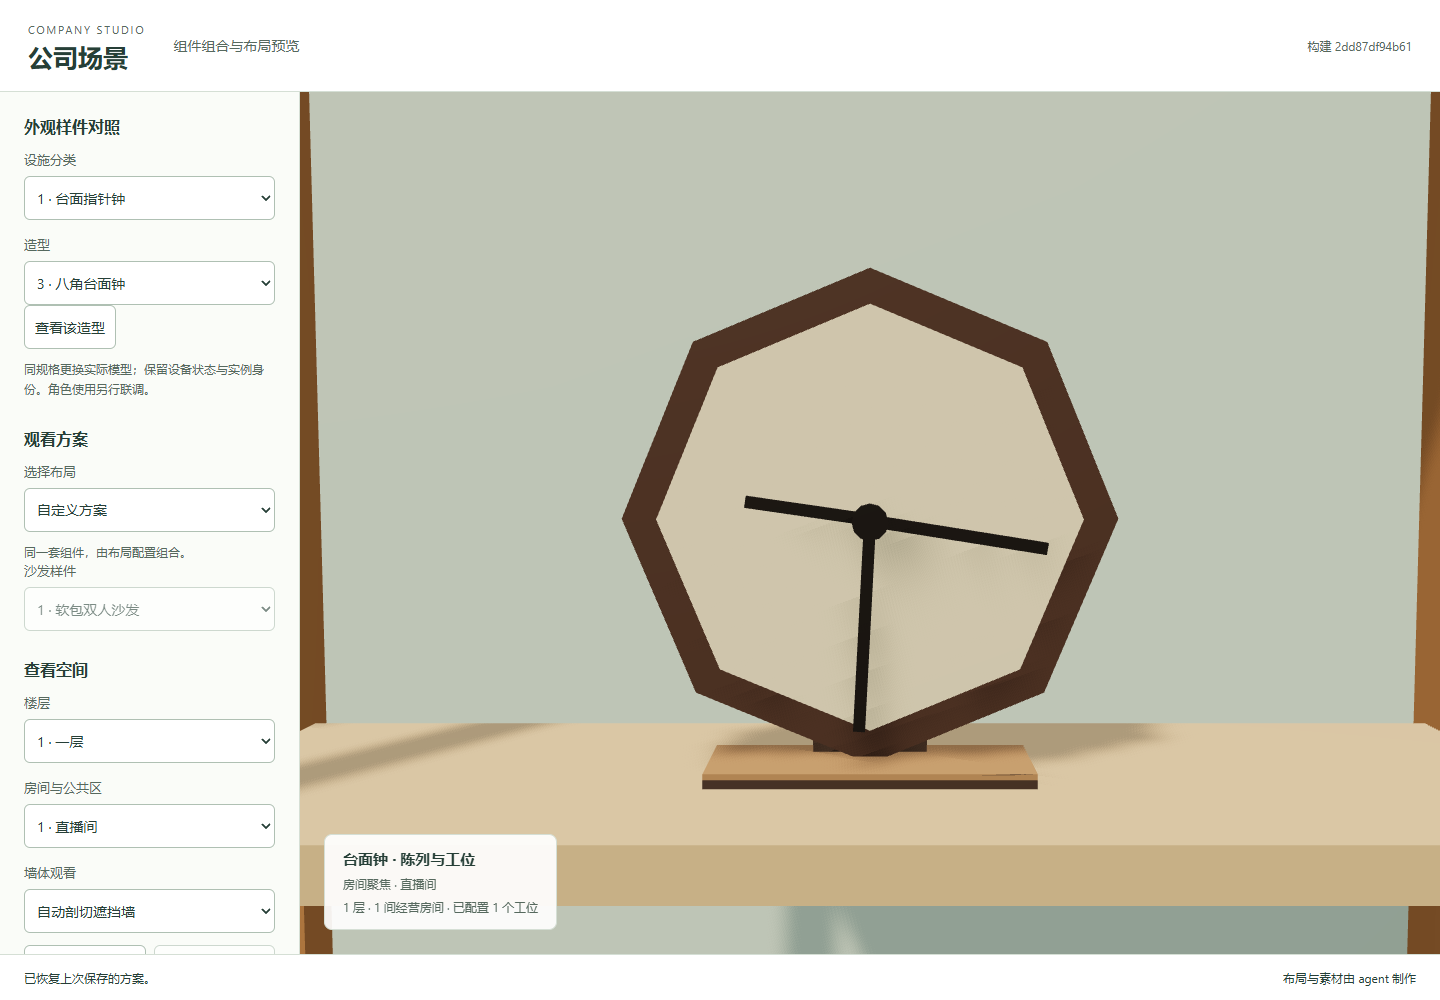 COMPANY STUDIO
公司场景
组件组合与布局预览
构建 2dd87df94b61
外观样件对照
设施分类
1 · 台面指针钟
造型
3 · 八角台面钟
查看该造型
同规格更换实际模型；保留设备状态与实例身
份。角色使用另行联调。
观看方案
选择布局
自定义方案
同一套组件，由布局配置组合。
沙发样件
1 · 软包双人沙发
查看空间
楼层
1 · 一层
房间与公共区
1 · 直播间
墙体观看
自动剖切遮挡墙
台面钟 · 陈列与工位
房间聚焦 · 直播间
1 层 · 1 间经营房间 · 已配置 1 个工位
已恢复上次保存的方案。
布局与素材由 agent 制作